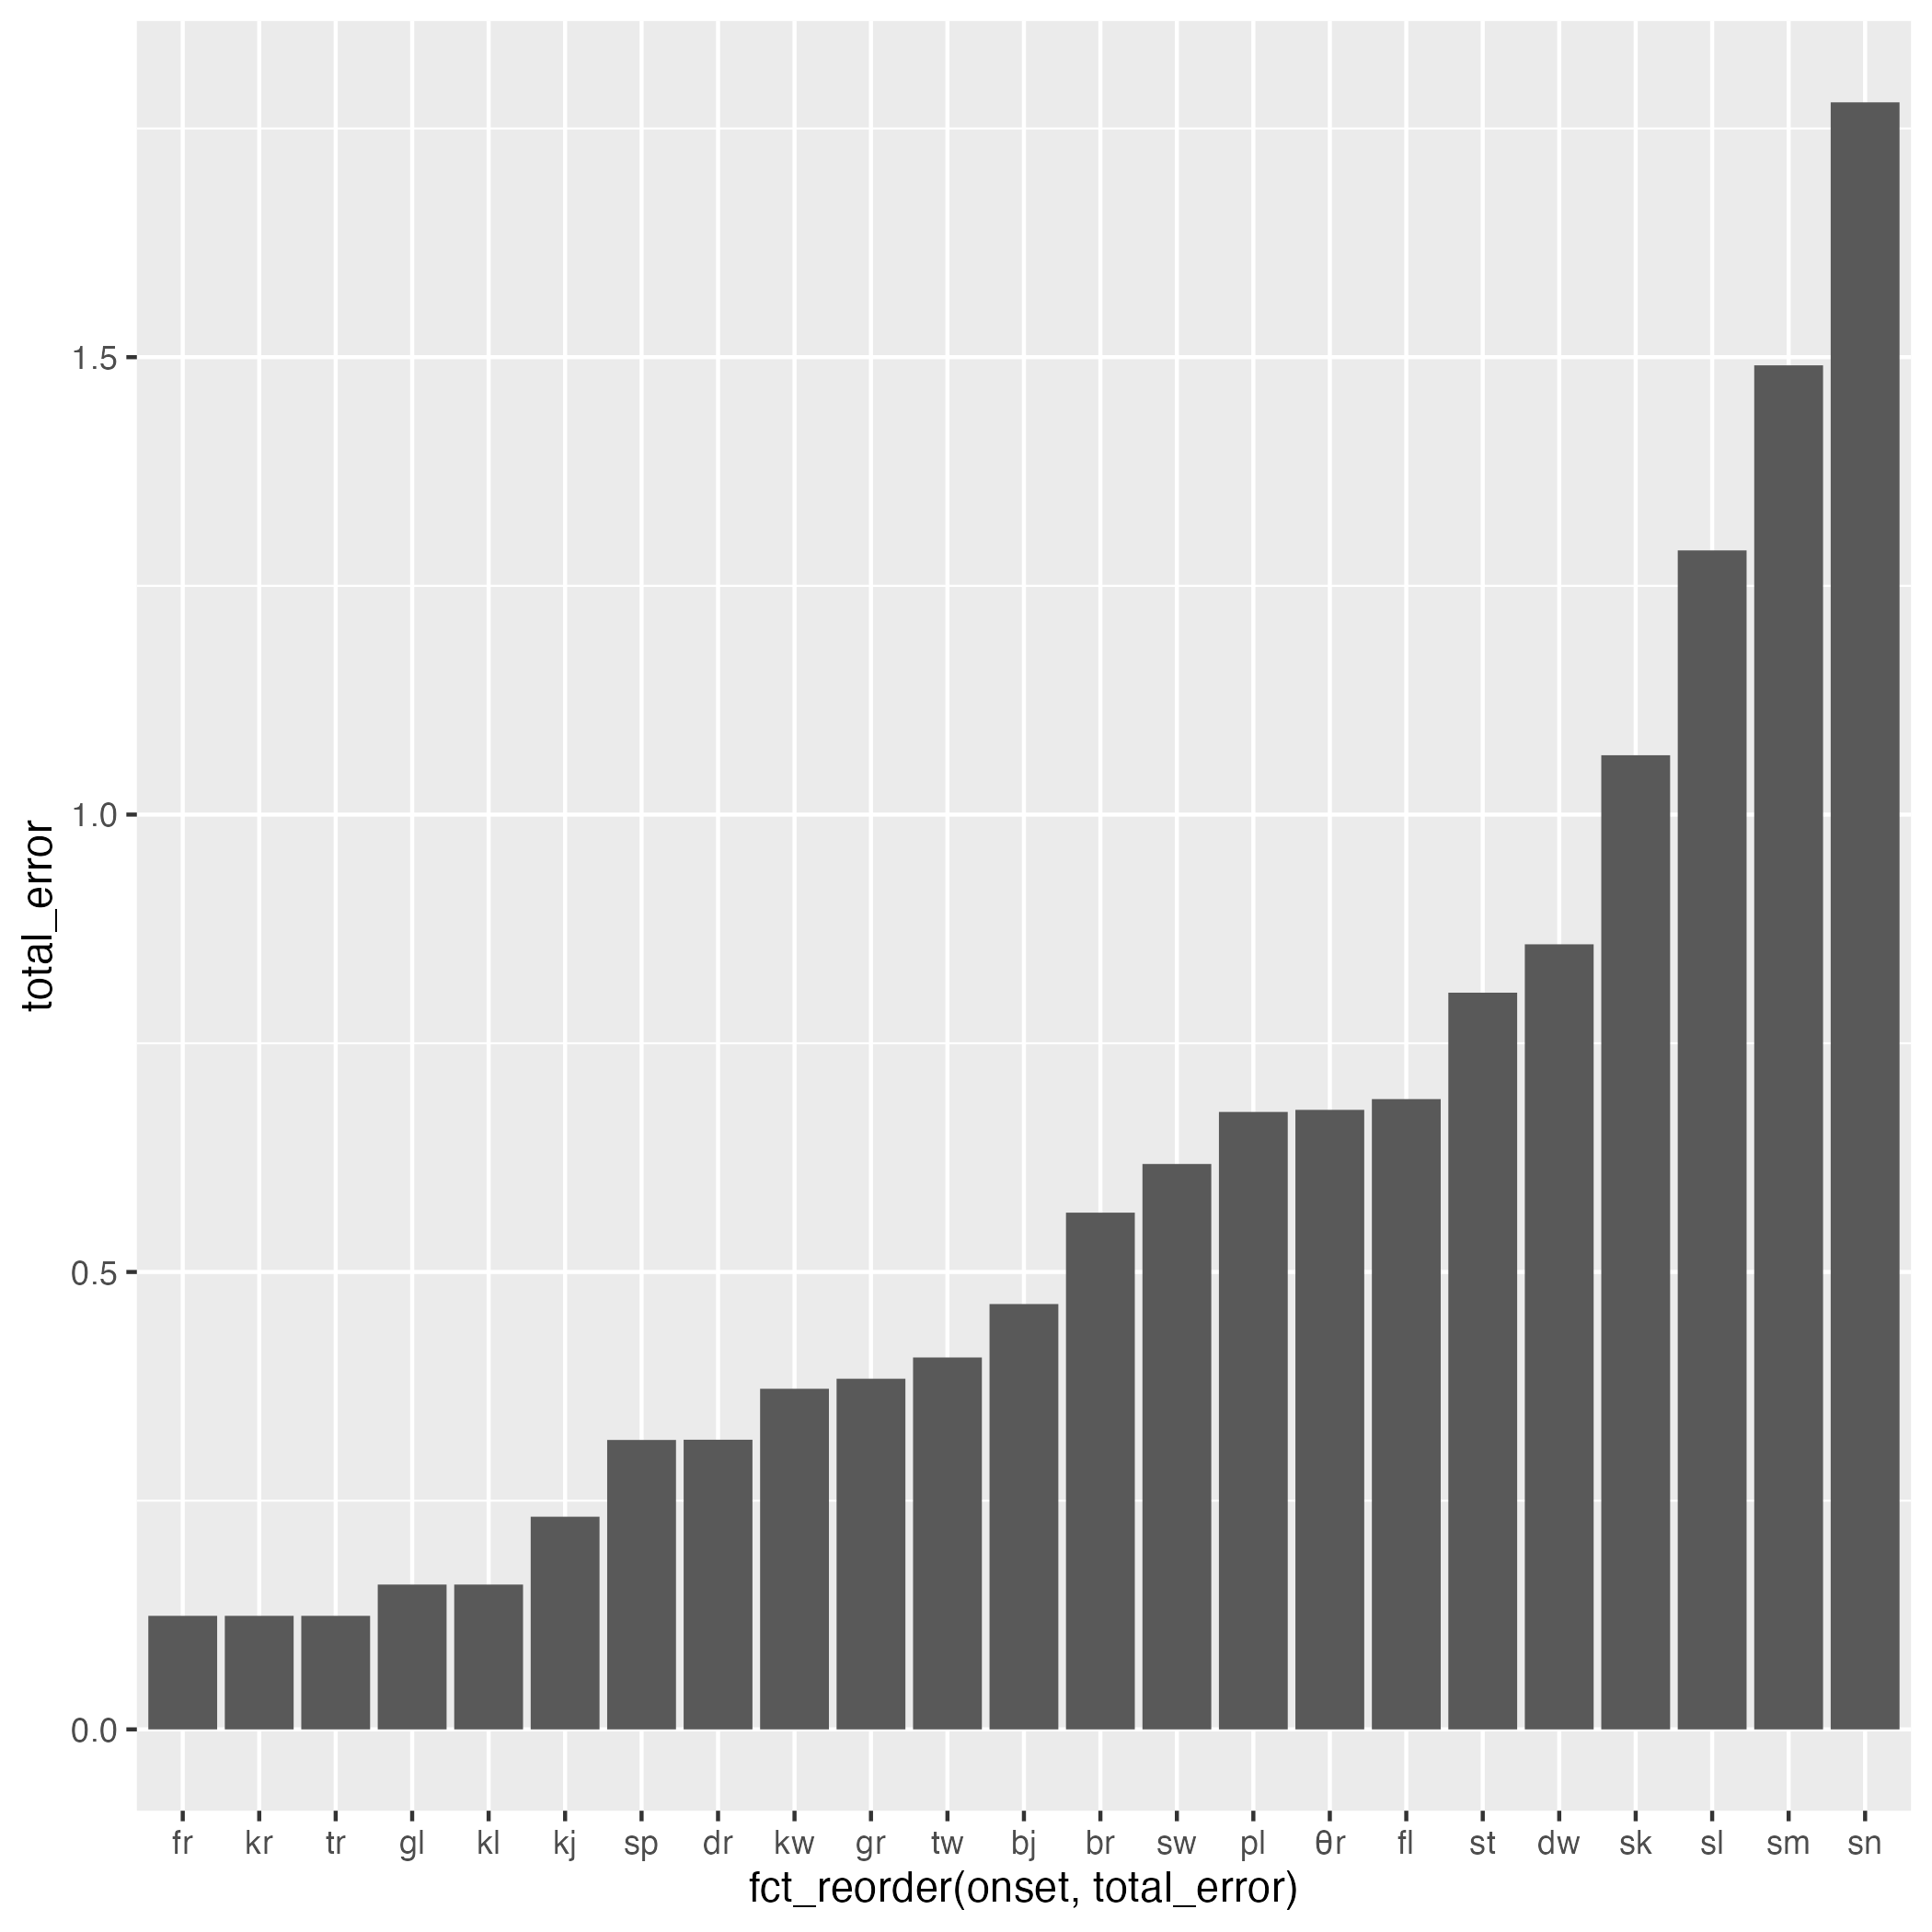 total_error
1.5
1.0
0.5
0.0
fr kr tr gl kl kj sp dr kw gr tw bj br sw pl θr fl st dw sk sl sm sn
fct_reorder(onset, total_error)